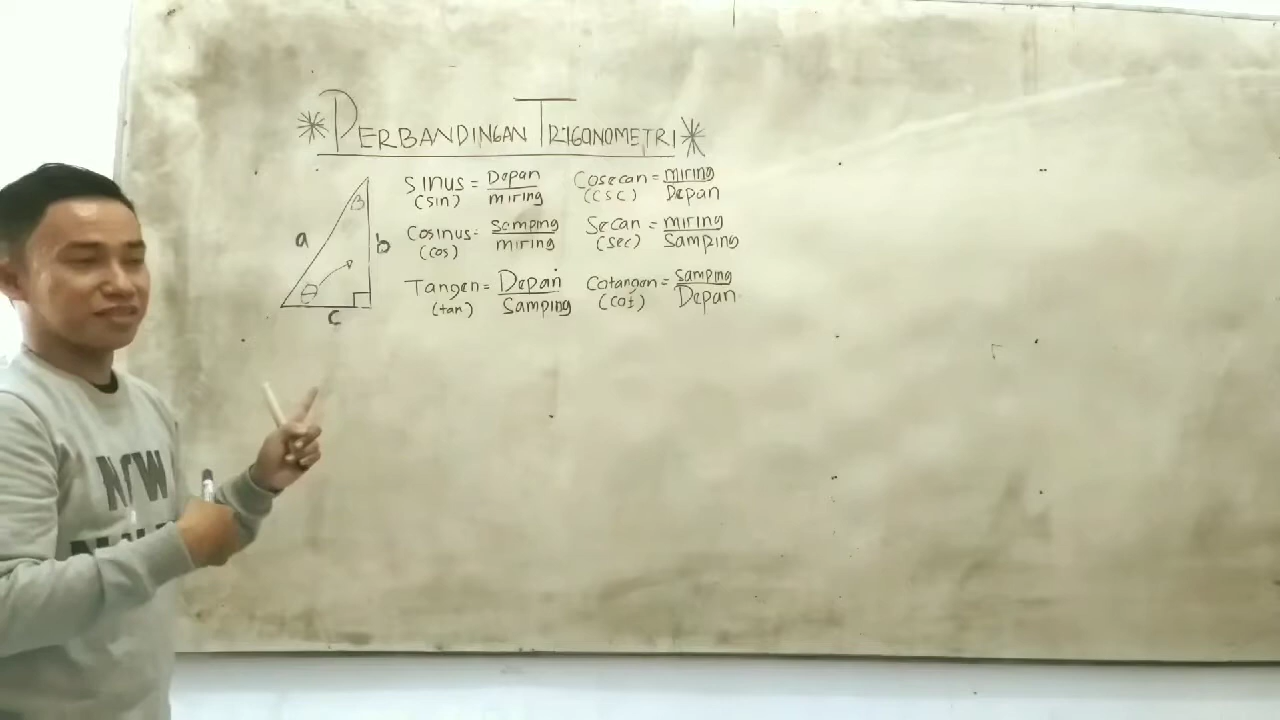 *PERBANDINGAN TRIGONOMETRI*
Sinus = Depan / miring
(sin)
Cosecan = miring / Depan
(csc)
Cosinus = samping / miring
(cos)
Secan = miring / Samping
(sec)
Tangen = Depan / Samping
(tan)
Cotangen = samping / Depan
(cot)
a
b
c
θ
β
NOW